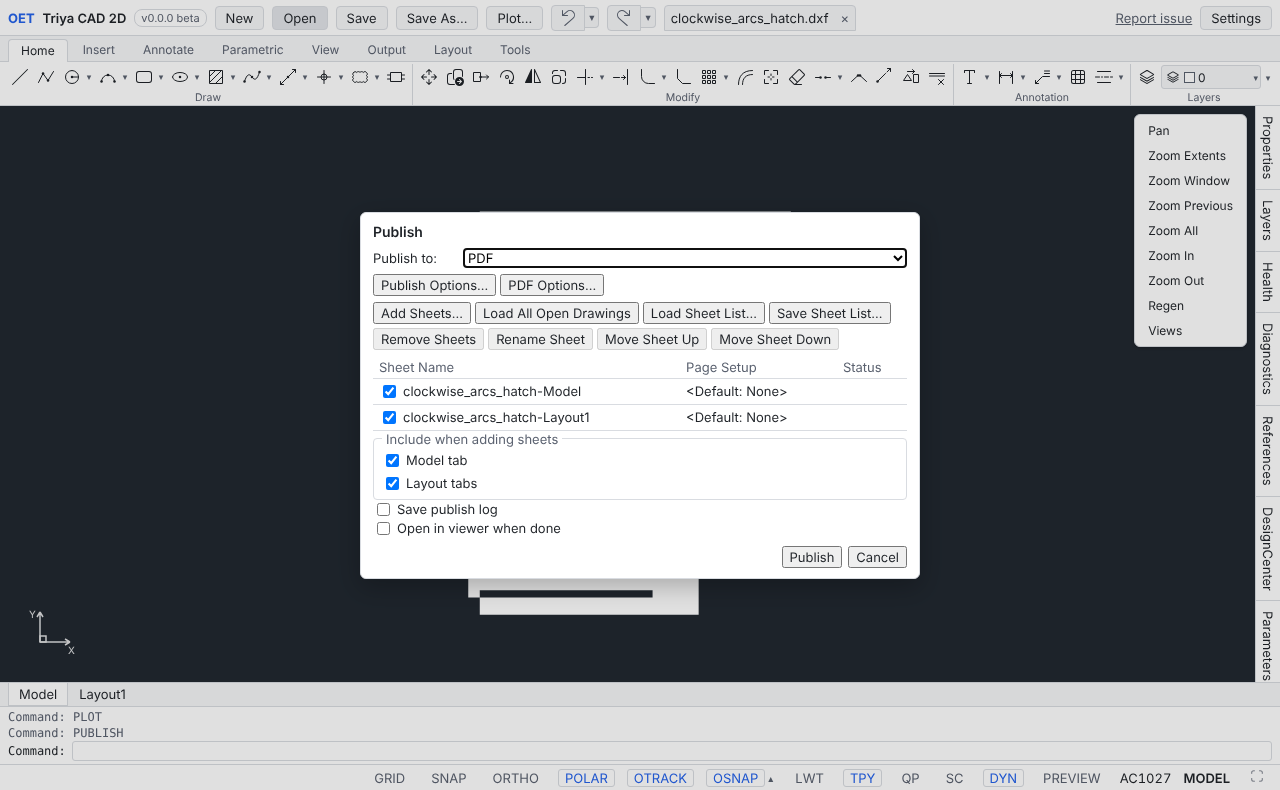 OET Triya CAD 2D v0.0.0 beta New Open Save Save As... Plot... clockwise_arcs_hatch.dxf × Report issue Settings
Home Insert Annotate Parametric View Output Layout Tools
0
Draw Modify Annotation Layers
Pan
Zoom Extents
Zoom Window
Zoom Previous
Zoom All
Zoom In
Zoom Out
Regen
Views
Properties
Layers
Health
Diagnostics
References
DesignCenter
Parameters
Publish
Publish to: PDF
Publish Options... PDF Options...
Add Sheets... Load All Open Drawings Load Sheet List... Save Sheet List...
Remove Sheets Rename Sheet Move Sheet Up Move Sheet Down
Sheet Name Page Setup Status
clockwise_arcs_hatch-Model <Default: None>
clockwise_arcs_hatch-Layout1 <Default: None>
Include when adding sheets
Model tab
Layout tabs
Save publish log
Open in viewer when done
Publish Cancel
Y
X
Model Layout1
Command: PLOT
Command: PUBLISH
Command:
GRID SNAP ORTHO POLAR OTRACK OSNAP LWT TPY QP SC DYN PREVIEW AC1027 MODEL